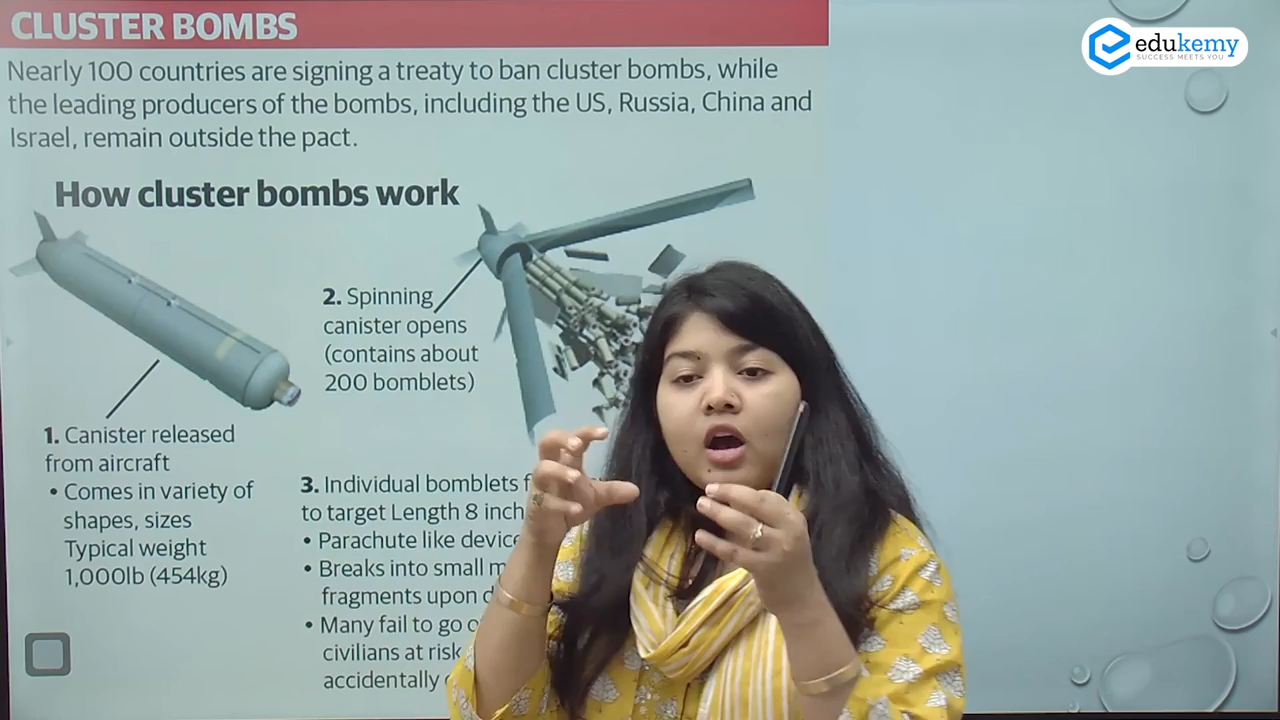 CLUSTER BOMBS
edukemy
SUCCESS MEETS YOU
Nearly 100 countries are signing a treaty to ban cluster bombs, while
the leading producers of the bombs, including the US, Russia, China and
Israel, remain outside the pact.
How cluster bombs work
1. Canister released
from aircraft
• Comes in variety of
shapes, sizes
Typical weight
1,000lb (454kg)
2. Spinning
canister opens
(contains about
200 bomblets)
3. Individual bomblets
to target Length 8 inch
• Parachute like device
• Breaks into small
fragments upon
• Many fail to go
civilians at risk
accidentally